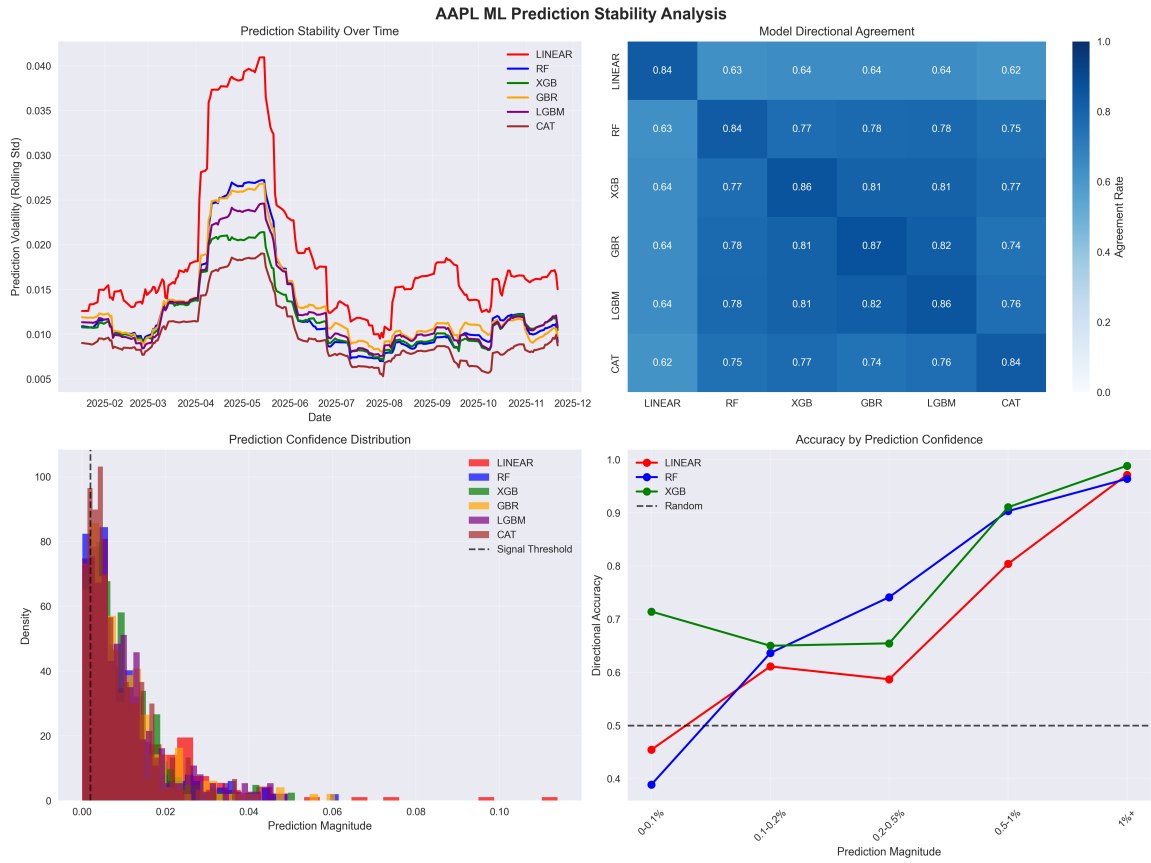 AAPL ML Prediction Stability Analysis
Prediction Stability Over Time
Prediction Volatility (Rolling Std)
0.040
0.035
0.030
0.025
0.020
0.015
0.010
0.005
LINEAR
RF
XGB
GBR
LGBM
CAT
2025-02 2025-03 2025-04 2025-05 2025-06 2025-07 2025-08 2025-09 2025-10 2025-11 2025-12
Date
Model Directional Agreement
LINEAR 0.84 0.63 0.64 0.64 0.64 0.62
RF 0.63 0.84 0.77 0.78 0.78 0.75
XGB 0.64 0.77 0.86 0.81 0.81 0.77
GBR 0.64 0.78 0.81 0.87 0.82 0.74
LGBM 0.64 0.78 0.81 0.82 0.86 0.76
CAT 0.62 0.75 0.77 0.74 0.76 0.84
LINEAR RF XGB GBR LGBM CAT
1.0
0.8
0.6
0.4
0.2
0.0
Agreement Rate
Prediction Confidence Distribution
Density
100
80
60
40
20
0
LINEAR
RF
XGB
GBR
LGBM
CAT
Signal Threshold
0.00 0.02 0.04 0.06 0.08 0.10
Prediction Magnitude
Accuracy by Prediction Confidence
Directional Accuracy
1.0
0.9
0.8
0.7
0.6
0.5
0.4
LINEAR
RF
XGB
Random
0-0.1% 0.1-0.2% 0.2-0.5% 0.5-1% 1%+
Prediction Magnitude